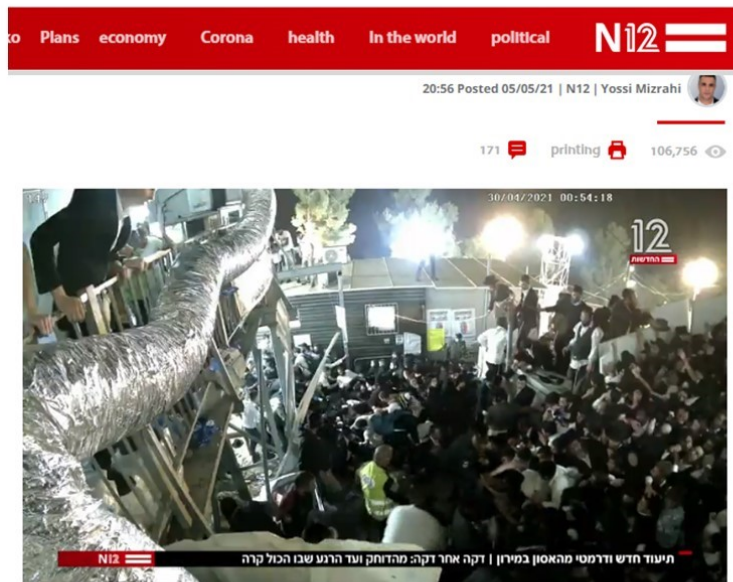 ko Plans economy Corona health In the world political N12
20:56 Posted 05/05/21 | N12 | Yossi Mizrahi
171 printing 106,756
30/04/2021 00:54:18
12
החדשות
תיעוד חדש ודרמטי מהאסון במירון | דקה אחר דקה: מהדוחק ועד הרגע שבו הכול קרה N12